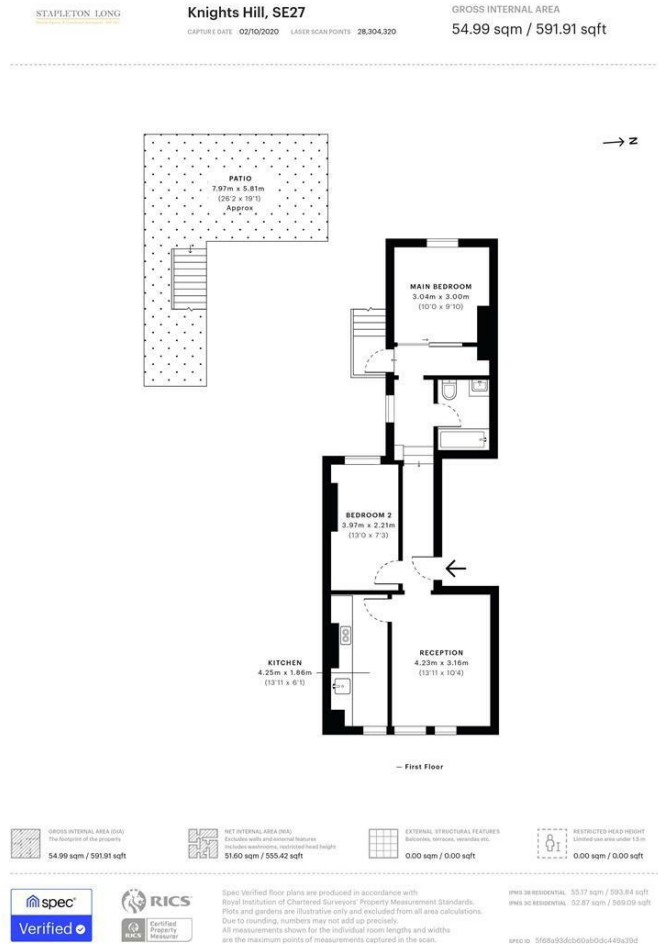 STAPLETON LONG
Knights Hill, SE27
CAPTURE DATE 02/10/2020 LASER SCAN POINTS 28,304,320
GROSS INTERNAL AREA
54.99 sqm / 591.91 sqft
N
PATIO
7.97m x 5.81m
(26'2 x 19'1)
Approx
MAIN BEDROOM
3.04m x 3.00m
(10'0 x 9'10)
BEDROOM 2
3.97m x 2.21m
(13'0 x 7'3)
KITCHEN
4.25m x 1.86m
(13'11 x 6'1)
RECEPTION
4.23m x 3.16m
(13'11 x 10'4)
— First Floor
GROSS INTERNAL AREA (GIA)
The footprint of the property
54.99 sqm / 591.91 sqft
NET INTERNAL AREA (NIA)
Excludes walls and external features
Includes washrooms, restricted head height
51.60 sqm / 555.42 sqft
EXTERNAL STRUCTURAL FEATURES
Balconies, terraces, verandas etc.
0.00 sqm / 0.00 sqft
RESTRICTED HEAD HEIGHT
Limited use area under 1.5 m
0.00 sqm / 0.00 sqft
spec
Verified
RICS
RICS
Certified
Property
Measurer
Spec Verified floor plans are produced in accordance with
Royal Institution of Chartered Surveyors' Property Measurement Standards.
Plots and gardens are illustrative only and excluded from all area calculations.
Due to rounding, numbers may not add up precisely.
All measurements shown for the individual room lengths and widths
are the maximum points of measurements captured in the scan.
IPMS 3B RESIDENTIAL 55.17 sqm / 593.84 sqft
IPMS 3C RESIDENTIAL 52.87 sqm / 569.09 sqft
SPEC ID